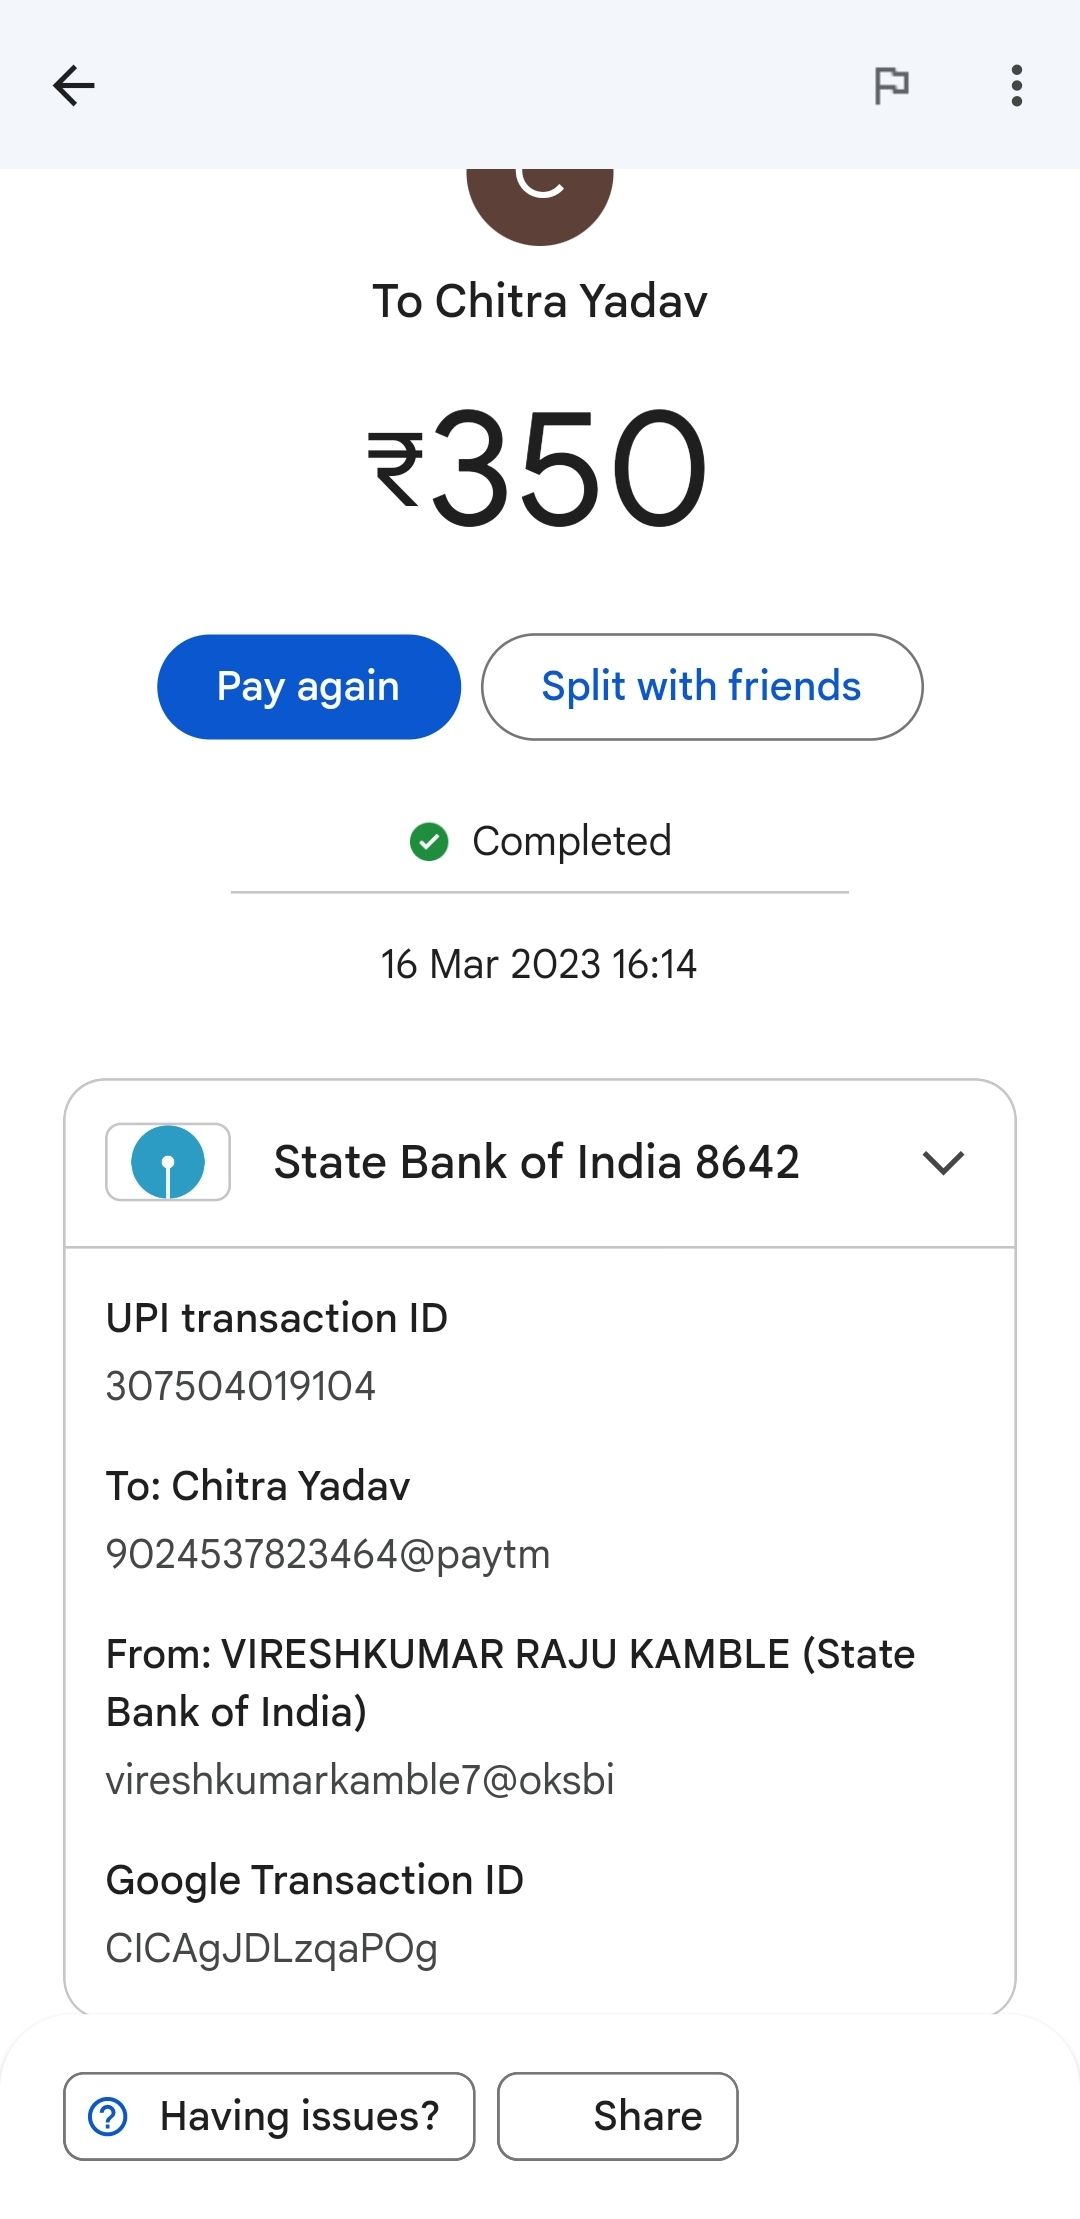 To Chitra Yadav
₹350
Pay again
Split with friends
Completed
16 Mar 2023 16:14
State Bank of India 8642
UPI transaction ID
307504019104
To: Chitra Yadav
9024537823464@paytm
From: VIRESHKUMAR RAJU KAMBLE (State
Bank of India)
vireshkumarkamble7@oksbi
Google Transaction ID
CICAgJDLzqaPOg
Having issues?
Share